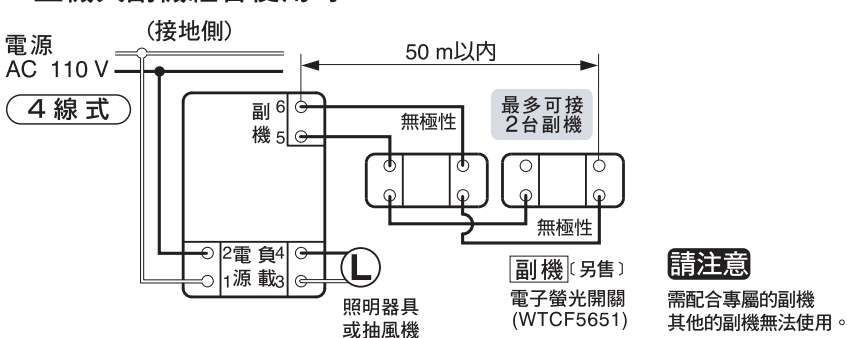 電源
(接地側)
AC 110 V
4線式
50 m以内
副機
6
5
無極性
最多可接
2台副機
無極性
2電 負4
1源 載3
L
照明器具
或抽風機
副機〔另售〕
電子螢光開關
(WTCF5651)
請注意
需配合專屬的副機
其他的副機無法使用。